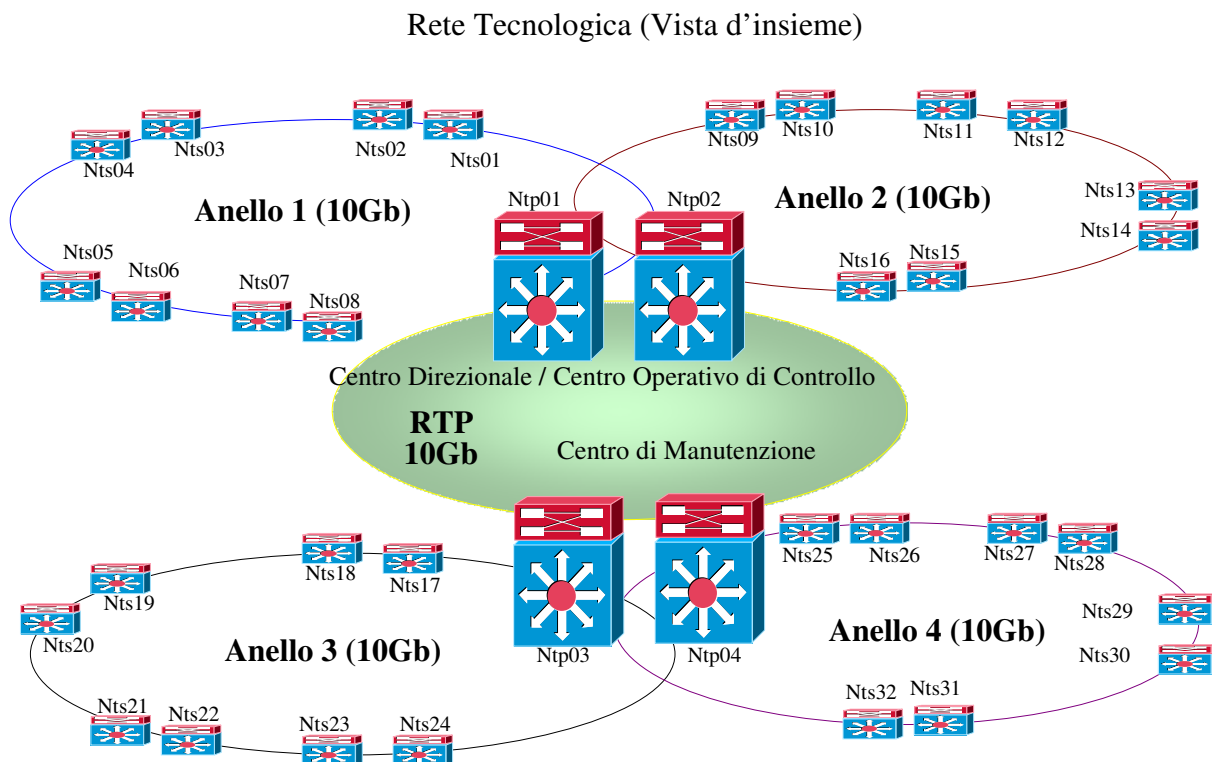 Rete Tecnologica (Vista d’insieme)
Nts04
Nts03
Nts02
Nts01
Nts09
Nts10
Nts11
Nts12
Nts13
Nts14
Anello 1 (10Gb)
Ntp01
Ntp02
Anello 2 (10Gb)
Nts05
Nts06
Nts07
Nts08
Nts16
Nts15
Centro Direzionale / Centro Operativo di Controllo
RTP
10Gb
Centro di Manutenzione
Nts18
Nts17
Nts19
Nts20
Nts25
Nts26
Nts27
Nts28
Nts29
Nts30
Anello 3 (10Gb)
Ntp03
Ntp04
Anello 4 (10Gb)
Nts21
Nts22
Nts23
Nts24
Nts32
Nts31